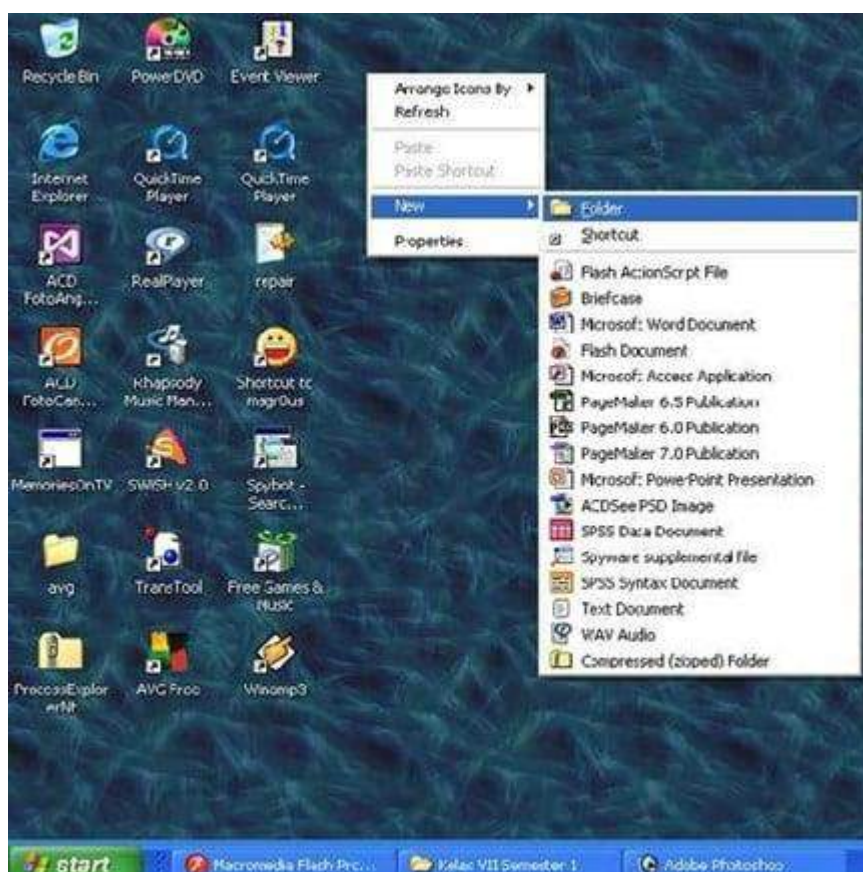 Recycle Bin
PowerDVD
Event Viewer
Internet
Explorer
QuickTime
Player
QuickTime
Player
ACD
FotoAng...
RealPlayer
repair
ACD
FotoCan...
Rhapsody
Music Man...
Shortcut to
MemoriesOnTV
SWiSH v2.0
Spybot -
Searc...
avg
TransTool
Free Games &
Music
ProcessExplor
erNt
AVG Free
Winamp3
Arrange Icons By
Refresh
Paste
Paste Shortcut
New
Properties
Folder
Shortcut
Flash ActionScript File
Briefcase
Microsoft Word Document
Flash Document
Microsoft Access Application
PageMaker 6.5 Publication
PageMaker 6.0 Publication
PageMaker 7.0 Publication
Microsoft PowerPoint Presentation
ACDSee PSD Image
SPSS Data Document
Spyware supplemental file
SPSS Syntax Document
Text Document
WAV Audio
Compressed (zipped) Folder
start
Macromedia Flash Pro...
Kelas VII Semester 1
Adobe Photoshop